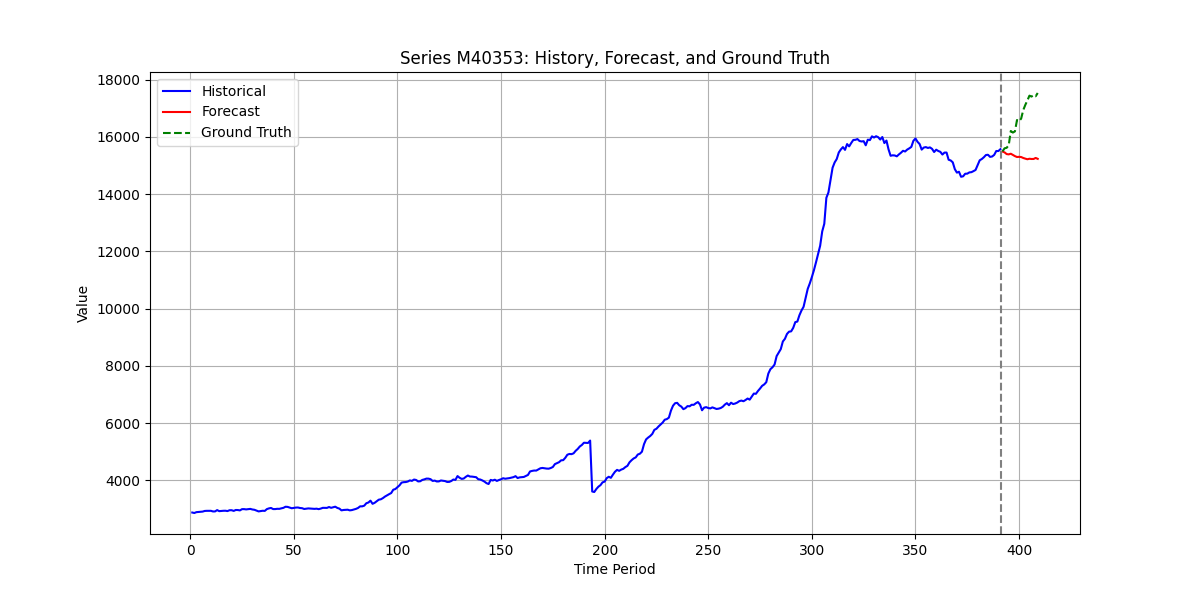 Series M40353: History, Forecast, and Ground Truth
Historical
Forecast
Ground Truth
18000
16000
14000
12000
10000
8000
6000
4000
Value
0
50
100
150
200
250
300
350
400
Time Period